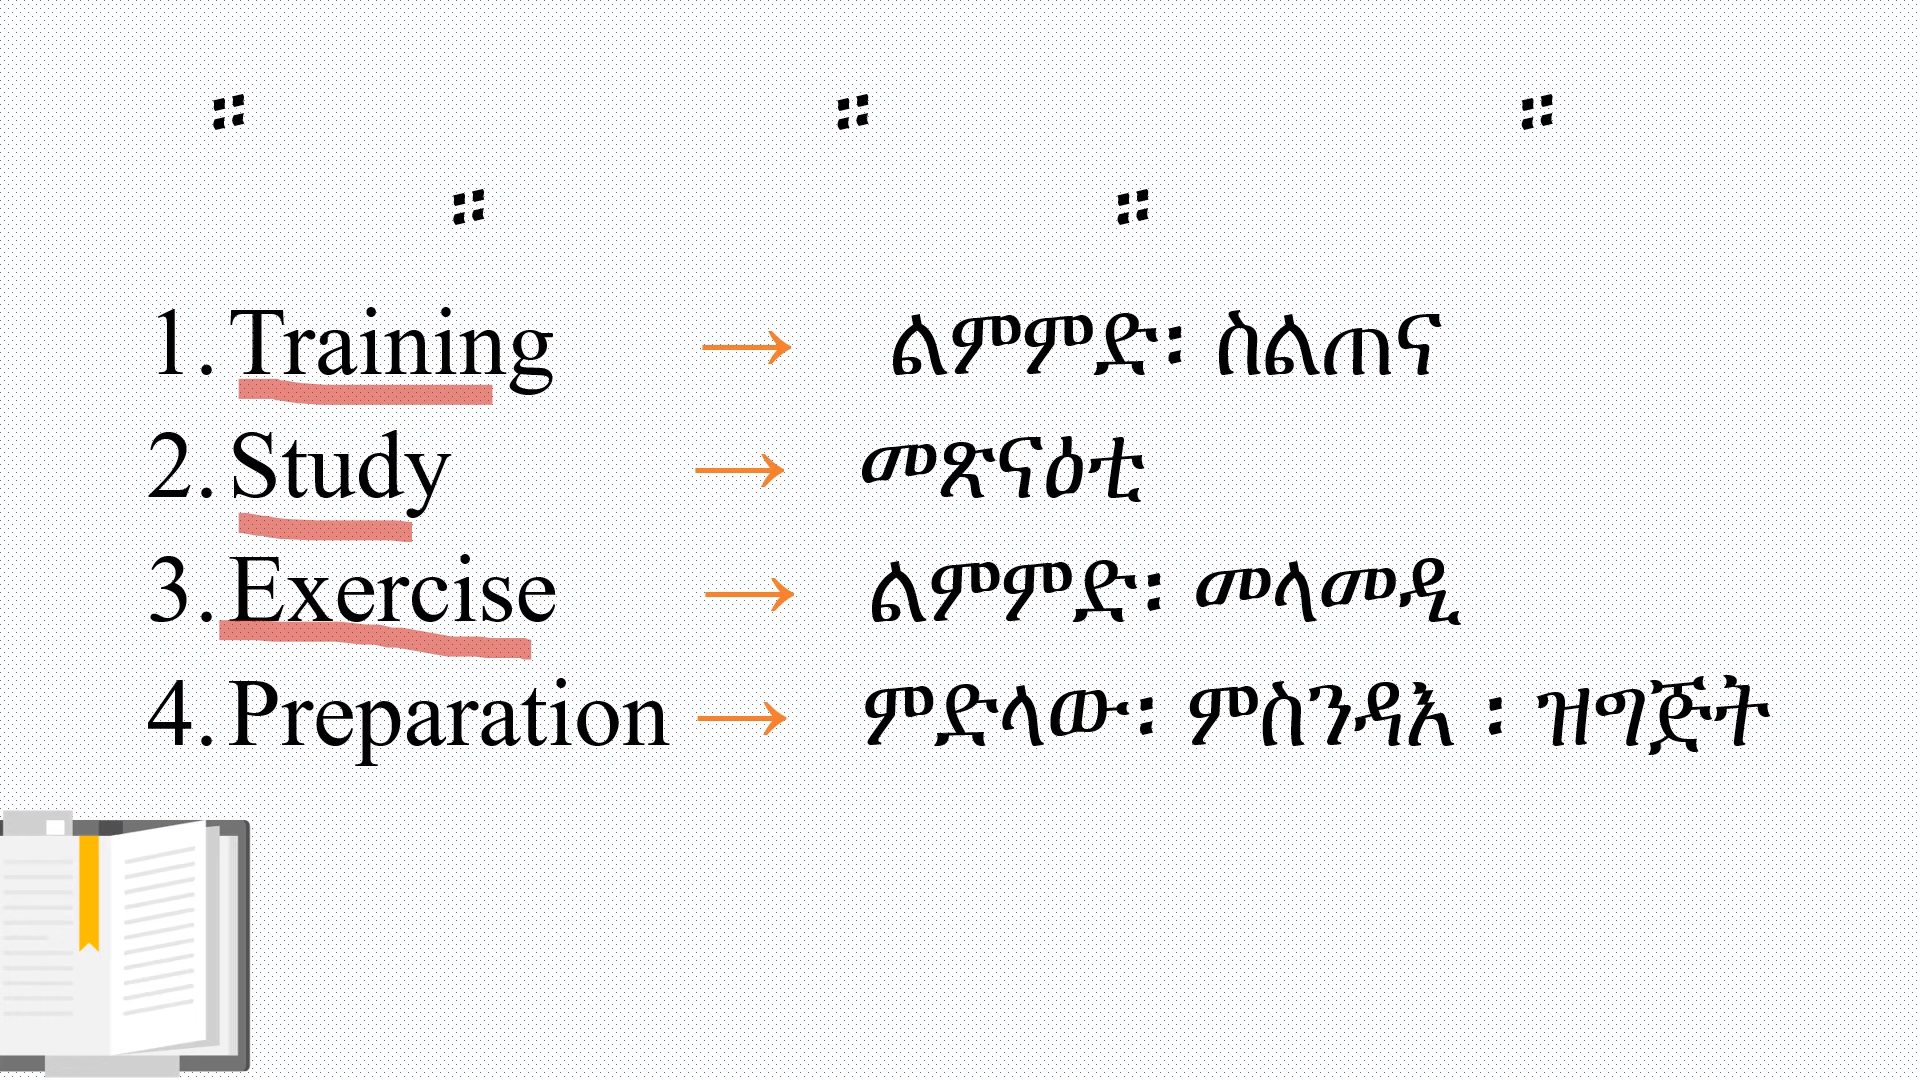 ። ። ።
። ።
1. Training → ልምምድ፡ ስልጠና
2. Study → መጽናዕቲ
3. Exercise → ልምምድ፡ መላመዲ
4. Preparation → ምድላው፡ ምስንዳእ ፡ ዝግጅት